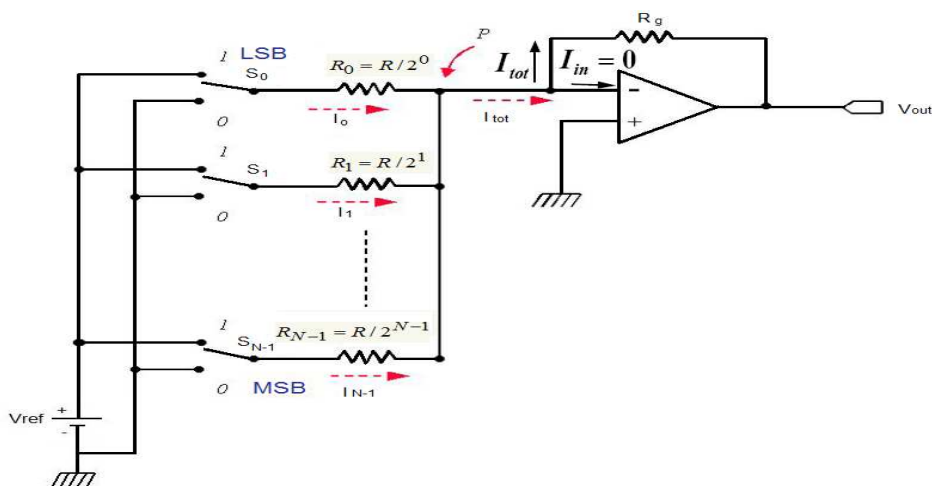 1 LSB
S0
R0 = R/2^0
P
Itot
Iin = 0
Rg
-
+
Vout
Io
Itot
0
1
S1
R1 = R/2^1
0
I1
1
SN-1
RN-1 = R/2^N-1
0
MSB
IN-1
Vref
+
-